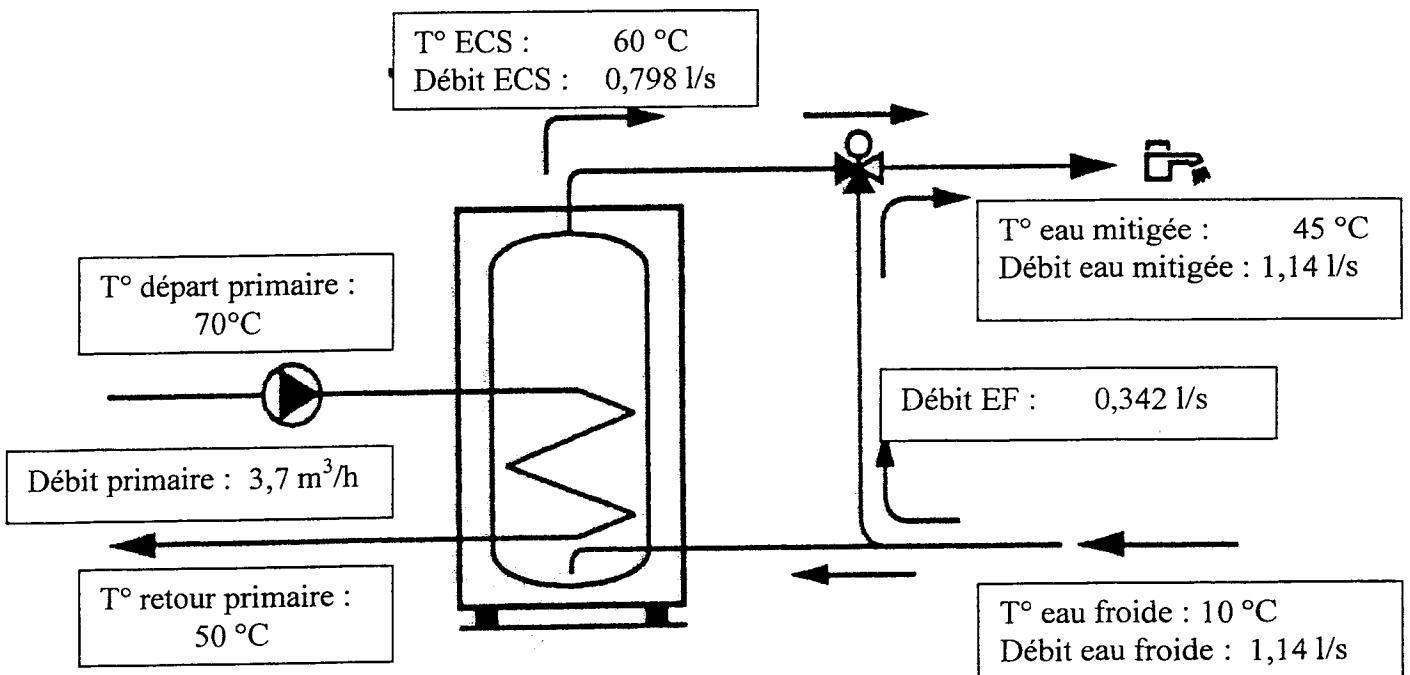 T° ECS : 60 °C
Débit ECS : 0,798 l/s
T° eau mitigée : 45 °C
Débit eau mitigée : 1,14 l/s
T° départ primaire :
70°C
Débit EF : 0,342 l/s
Débit primaire : 3,7 m³/h
T° retour primaire :
50 °C
T° eau froide : 10 °C
Débit eau froide : 1,14 l/s